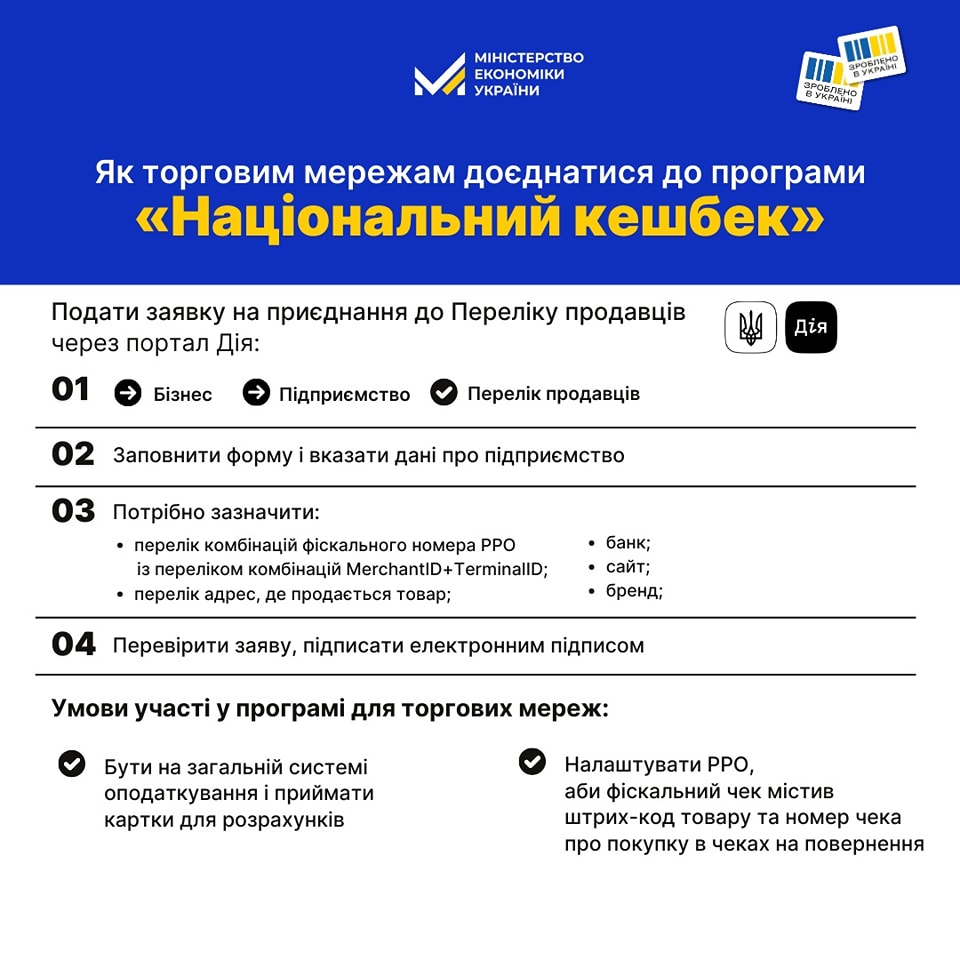 МІНІСТЕРСТВО
ЕКОНОМІКИ
УКРАЇНИ
ЗРОБЛЕНО
В УКРАЇНІ
ЗРОБЛЕНО
В УКРАЇНІ
Як торговим мережам доєднатися до програми
«Національний кешбек»
Подати заявку на приєднання до Переліку продавців
через портал Дія:
Дія
01 Бізнес Підприємство Перелік продавців
02 Заповнити форму і вказати дані про підприємство
03 Потрібно зазначити:
• перелік комбінацій фіскального номера РРО
із переліком комбінацій MerchantID+TerminalID;
• перелік адрес, де продається товар;
• банк;
• сайт;
• бренд;
04 Перевірити заяву, підписати електронним підписом
Умови участі у програмі для торгових мереж:
Бути на загальній системі
оподаткування і приймати
картки для розрахунків
Налаштувати РРО,
аби фіскальний чек містив
штрих-код товару та номер чека
про покупку в чеках на повернення